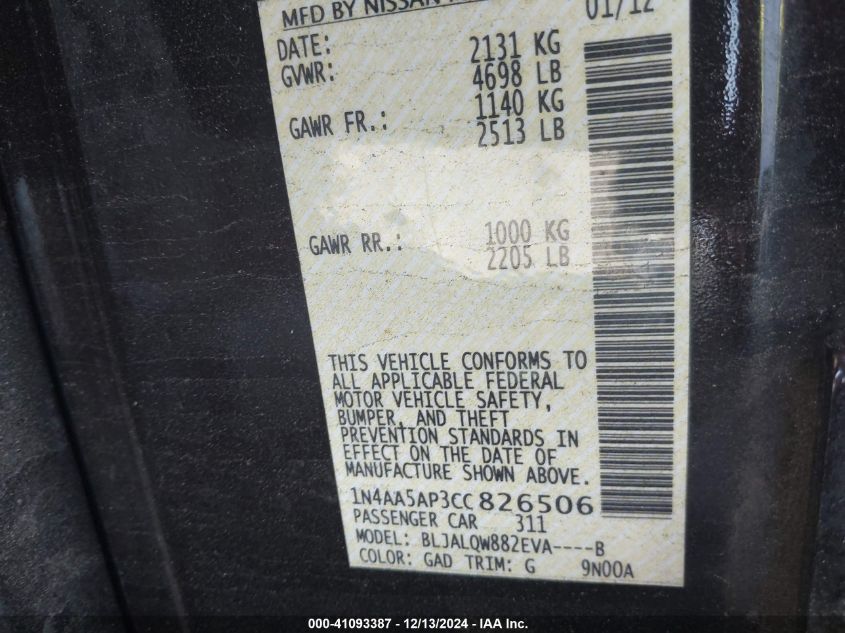 MFD BY NISSAN
DATE: 01/12
GVWR: 2131 KG
4698 LB
GAWR FR.: 1140 KG
2513 LB
GAWR RR.: 1000 KG
2205 LB
THIS VEHICLE CONFORMS TO
ALL APPLICABLE FEDERAL
MOTOR VEHICLE SAFETY,
BUMPER, AND THEFT
PREVENTION STANDARDS IN
EFFECT ON THE DATE OF
MANUFACTURE SHOWN ABOVE.
1N4AA5AP3CC826506
PASSENGER CAR 311
MODEL: BLJALQW882EVA----B
COLOR: GAD TRIM: G 9N00A
000-41093387 - 12/13/2024 - IAA Inc.